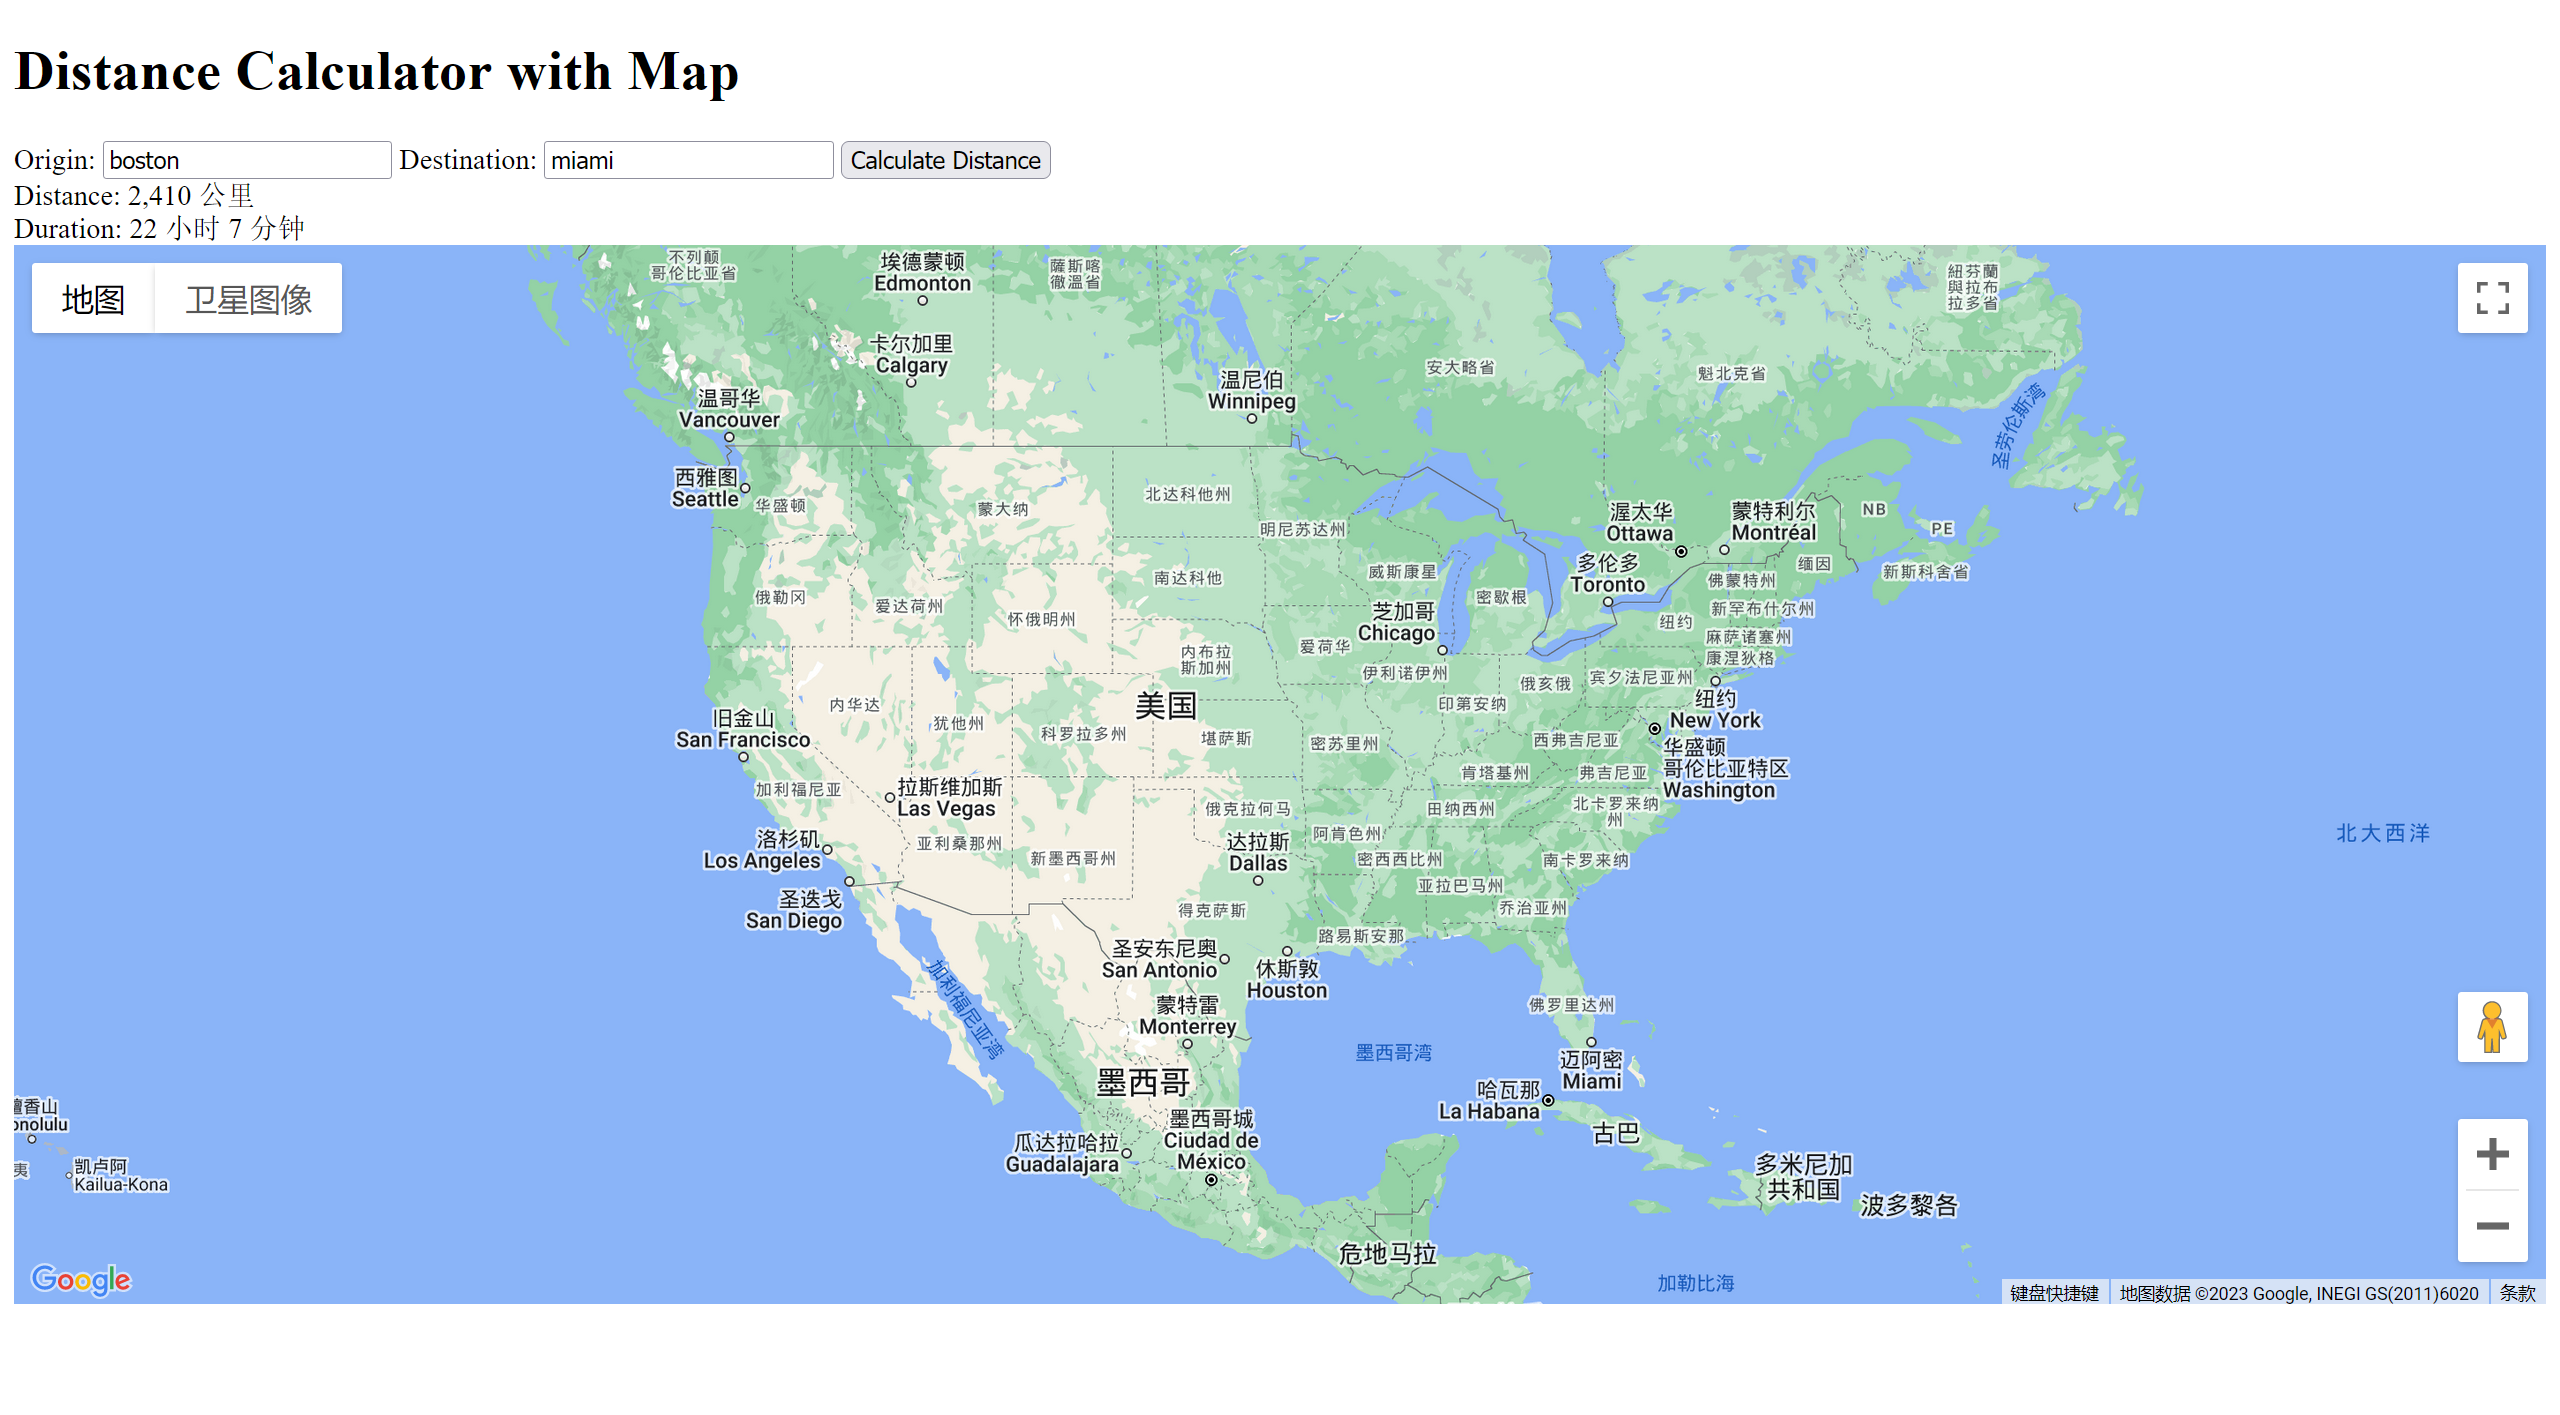 Distance Calculator with Map
Origin: boston Destination: miami Calculate Distance
Distance: 2,410 公里
Duration: 22 小时 7 分钟
地图 卫星图像
不列颠
哥伦比亚省
埃德蒙顿
Edmonton
薩斯喀
徹溫省
紐芬蘭
與拉布
拉多省
卡尔加里
Calgary
温尼伯
Winnipeg
安大略省
魁北克省
圣劳伦斯湾
温哥华
Vancouver
西雅图
Seattle
华盛顿
蒙大纳
北达科他州
明尼苏达州
渥太华
Ottawa
蒙特利尔
Montréal
NB
PE
多伦多
Toronto
缅因
新斯科舍省
佛蒙特州
新罕布什尔州
俄勒冈
爱达荷州
怀俄明州
南达科他
威斯康星
密歇根
芝加哥
Chicago
纽约
麻萨诸塞州
康涅狄格
爱荷华
内布拉
斯加州
伊利诺伊州
俄亥俄
宾夕法尼亚州
纽约
New York
美国
内华达
犹他州
科罗拉多州
堪萨斯
密苏里州
印第安纳
西弗吉尼亚
华盛顿
哥伦比亚特区
Washington
旧金山
San Francisco
加利福尼亚
拉斯维加斯
Las Vegas
肯塔基州
弗吉尼亚
俄克拉何马
田纳西州
北卡罗来纳
州
洛杉矶
Los Angeles
亚利桑那州
新墨西哥州
达拉斯
Dallas
阿肯色州
密西西比州
南卡罗来纳
北大西洋
圣迭戈
San Diego
得克萨斯
亚拉巴马州
乔治亚州
路易斯安那
圣安东尼奥
San Antonio
休斯敦
Houston
加利福尼亚湾
蒙特雷
Monterrey
佛罗里达州
墨西哥湾
迈阿密
Miami
墨西哥
哈瓦那
La Habana
古巴
檀香山
onolulu
夷
凯卢阿
Kailua-Kona
瓜达拉哈拉
Guadalajara
墨西哥城
Ciudad de
México
多米尼加
共和国
波多黎各
危地马拉
加勒比海
Google
键盘快捷键 地图数据 ©2023 Google, INEGI GS(2011)6020 条款